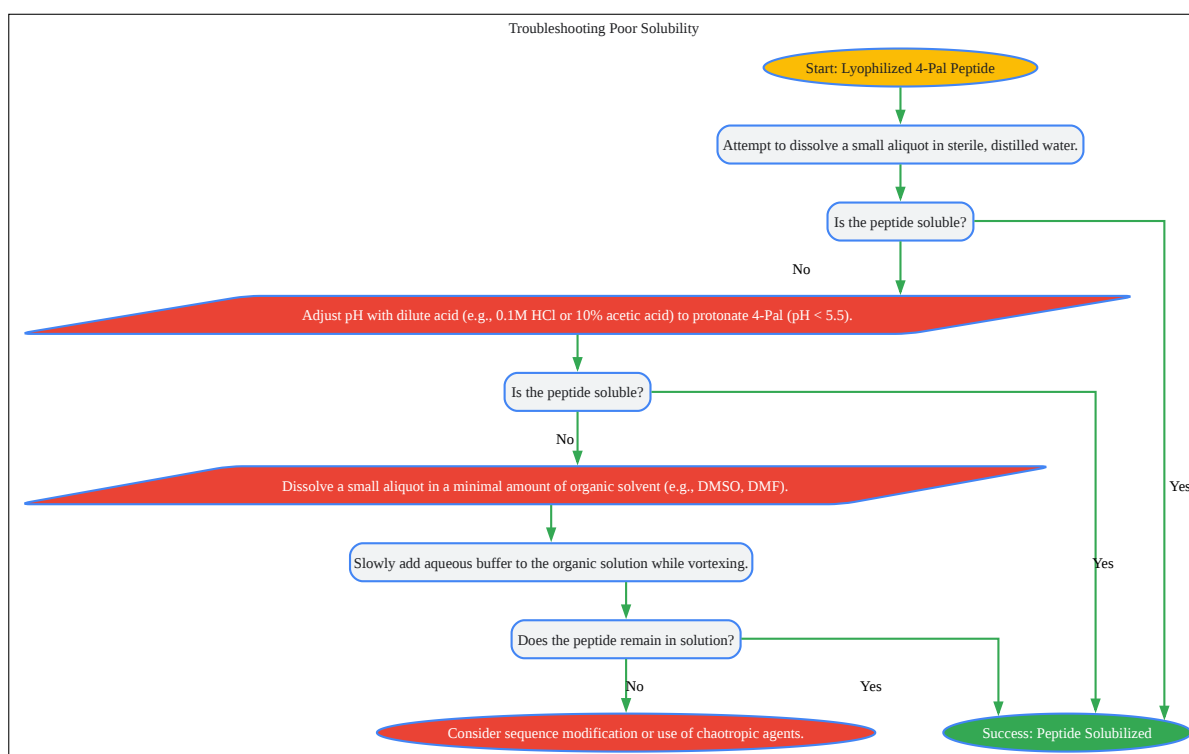 Troubleshooting Poor Solubility
Start: Lyophilized 4-Pal Peptide
Attempt to dissolve a small aliquot in sterile, distilled water.
Is the peptide soluble?
No
Adjust pH with dilute acid (e.g., 0.1M HCl or 10% acetic acid) to protonate 4-Pal (pH < 5.5).
Is the peptide soluble?
No
Dissolve a small aliquot in a minimal amount of organic solvent (e.g., DMSO, DMF).
Yes
Slowly add aqueous buffer to the organic solution while vortexing.
Yes
Does the peptide remain in solution?
No
Yes
Consider sequence modification or use of chaotropic agents.
Success: Peptide Solubilized